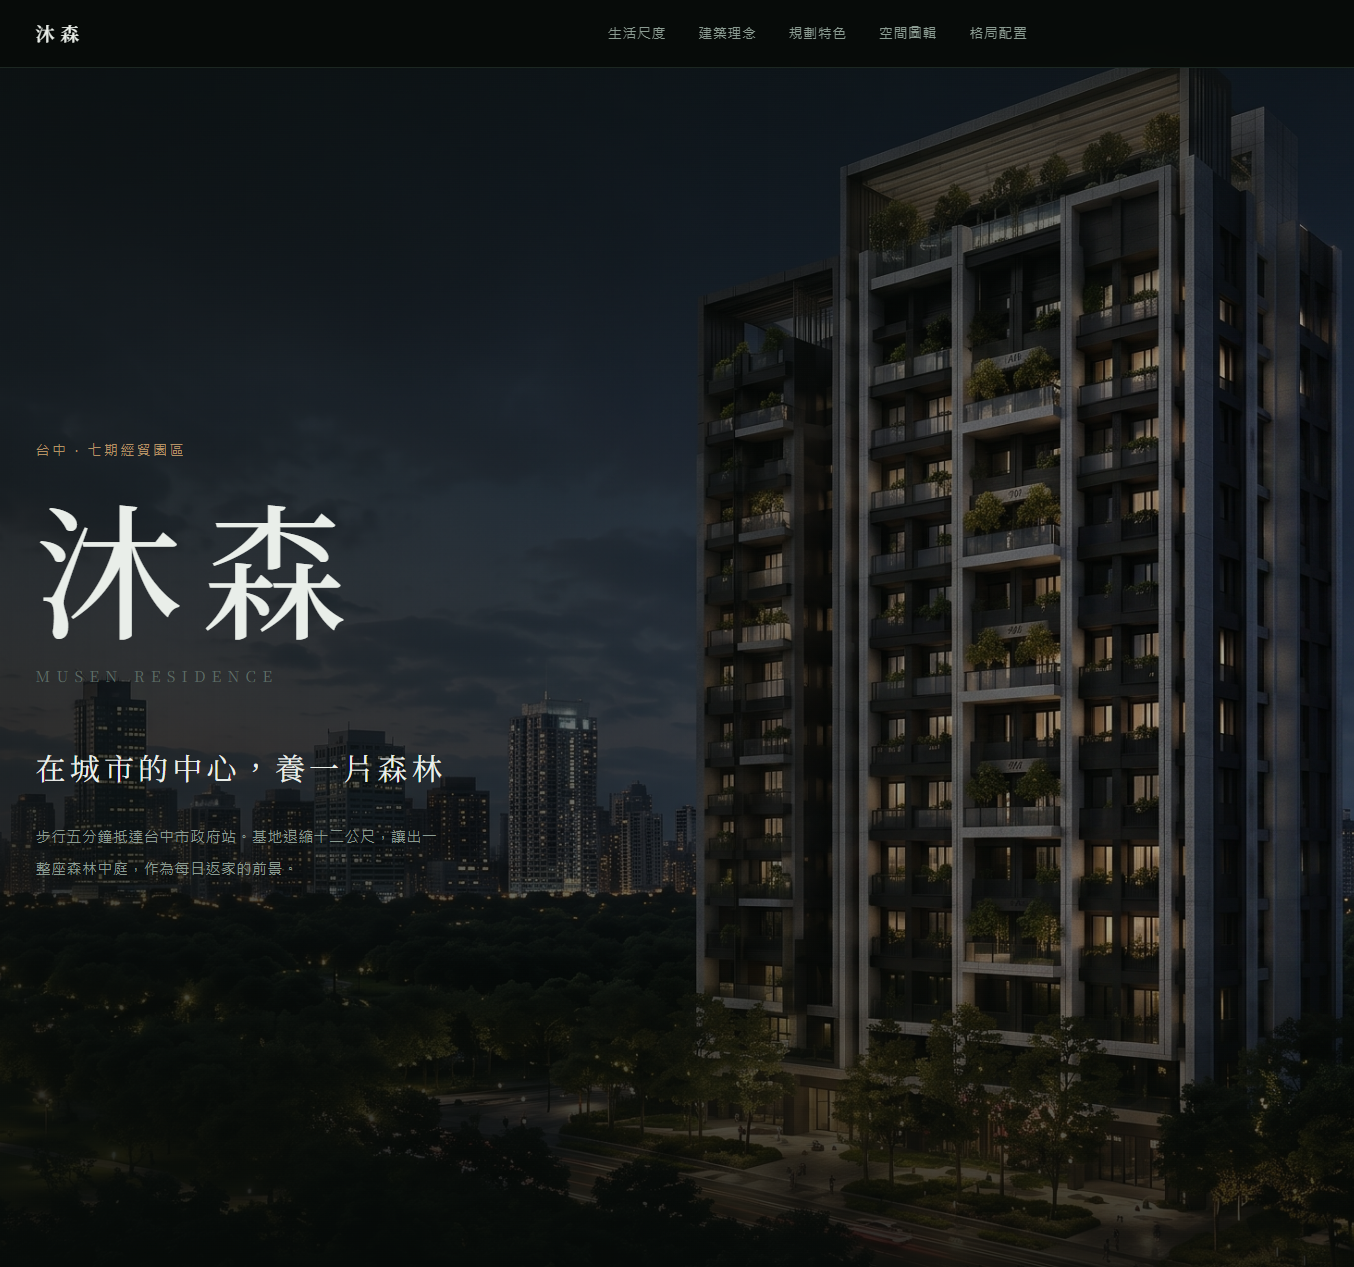 沐森
生活尺度
建築理念
規劃特色
空間圖輯
格局配置
台中 · 七期經貿園區
沐森
MUSEN RESIDENCE
在城市的中心，養一片森林
步行五分鐘抵達台中市政府站。基地退縮十二公尺，讓出一
整座森林中庭，作為每日返家的前景。